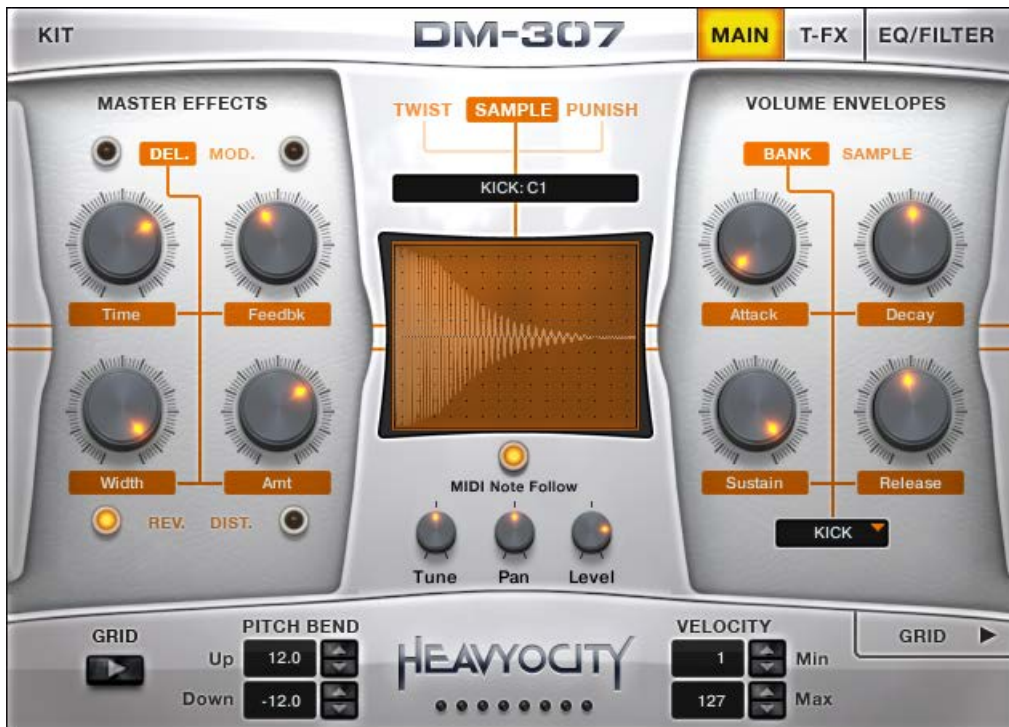 KIT
DM-307
MAIN T-FX EQ/FILTER
MASTER EFFECTS
DEL. MOD.
Time Feedbk
Width Amt
REV. DIST.
TWIST SAMPLE PUNISH
KICK: C1
MIDI Note Follow
Tune Pan Level
VOLUME ENVELOPES
BANK SAMPLE
Attack Decay
Sustain Release
KICK
GRID
PITCH BEND
Up 12.0
Down -12.0
HEAVYOCITY
VELOCITY
1 Min
127 Max
GRID